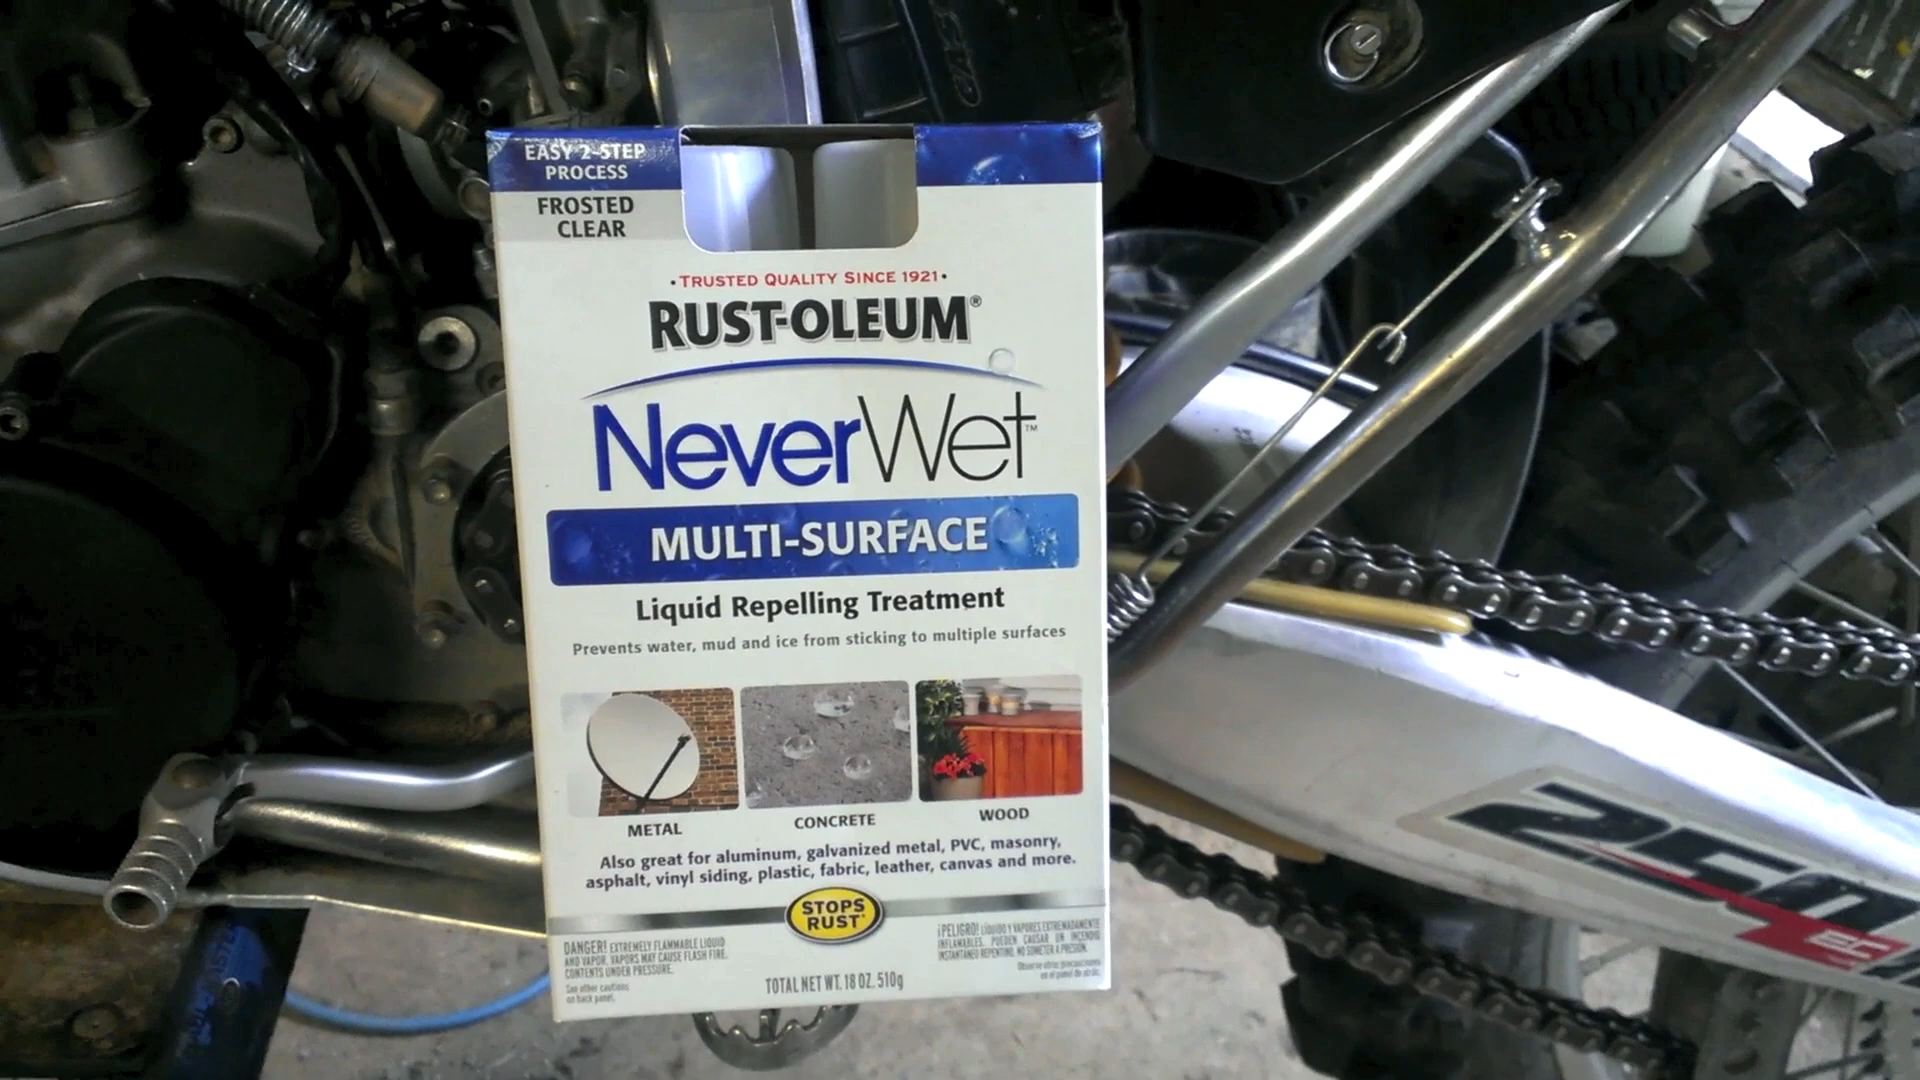 EASY 2-STEP
PROCESS
FROSTED
CLEAR
• TRUSTED QUALITY SINCE 1921 •
RUST-OLEUM®
NeverWet™
MULTI-SURFACE
Liquid Repelling Treatment
Prevents water, mud and ice from sticking to multiple surfaces
METAL CONCRETE WOOD
Also great for aluminum, galvanized metal, PVC, masonry,
asphalt, vinyl siding, plastic, fabric, leather, canvas and more.
STOPS
RUST®
DANGER! EXTREMELY FLAMMABLE LIQUID
AND VAPOR. VAPORS MAY CAUSE FLASH FIRE.
CONTENTS UNDER PRESSURE.
See other cautions
on back panel.
TOTAL NET WT. 18 OZ. 510g
¡PELIGRO! LÍQUIDO Y VAPORES EXTREMADAMENTE
INFLAMABLES. PUEDEN CAUSAR UN INCENDIO
INSTANTÁNEO REPENTINO. NO SOMETER A PRESIÓN.
Observe otras precauciones
en el panel de atrás.
250
EC